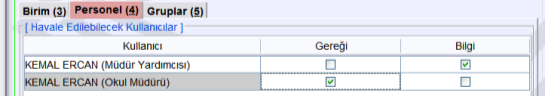 Birim (3) Personel (4) Gruplar (5)
[ Havale Edilebilecek Kullanıcılar ]
Kullanıcı Gereği Bilgi
KEMAL ERCAN (Müdür Yardımcısı)
KEMAL ERCAN (Okul Müdürü)